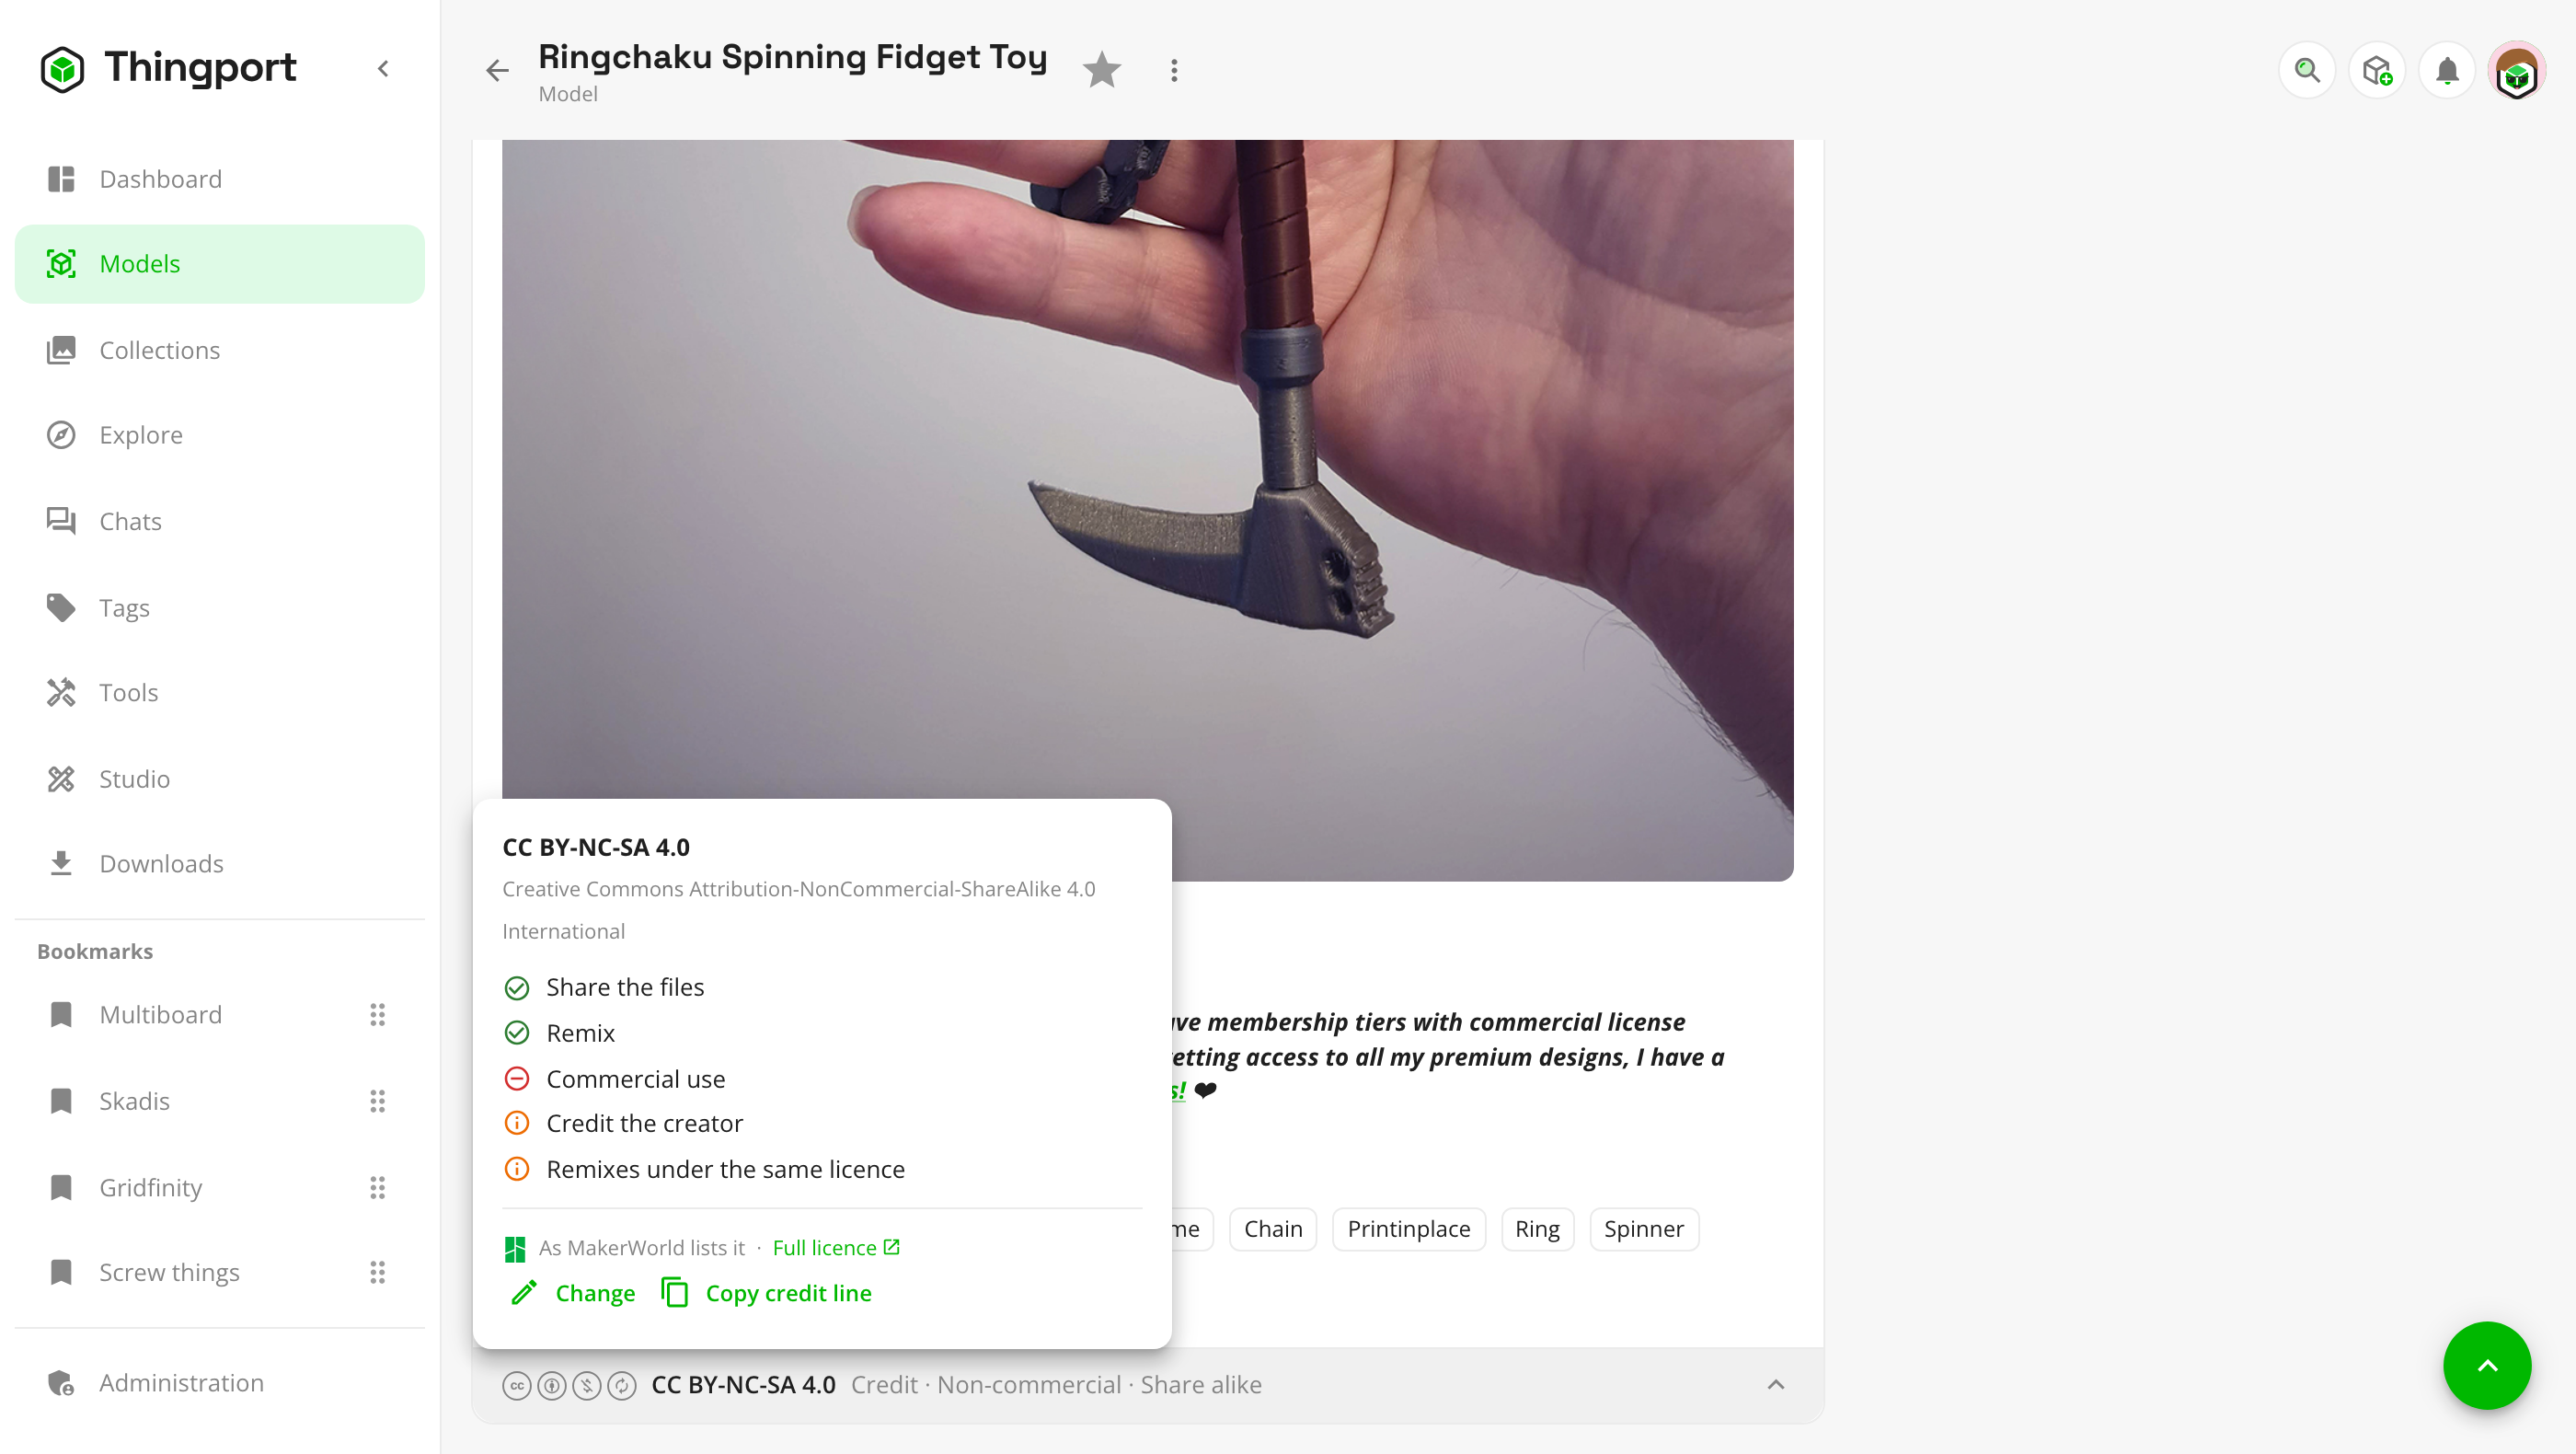 Thingport
Ringchaku Spinning Fidget Toy
Model
Dashboard
Models
Collections
Explore
Chats
Tags
Tools
Studio
Downloads
Bookmarks
Multiboard
Skadis
Gridfinity
Screw things
Administration
CC BY-NC-SA 4.0
Creative Commons Attribution-NonCommercial-ShareAlike 4.0
International
Share the files
Remix
Commercial use
Credit the creator
Remixes under the same licence
As MakerWorld lists it · Full licence
Change Copy credit line
membership tiers with commercial license
access to all my premium designs, I have a
Chain Printinplace Ring Spinner
cc CC BY-NC-SA 4.0 Credit · Non-commercial · Share alike